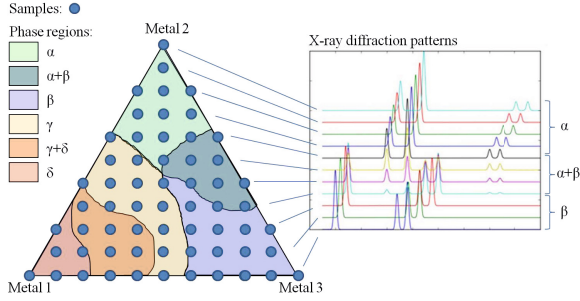 Samples:
Phase regions:
α
α+β
β
γ
γ+δ
δ
Metal 2
Metal 1
Metal 3
X-ray diffraction patterns
α
α+β
β